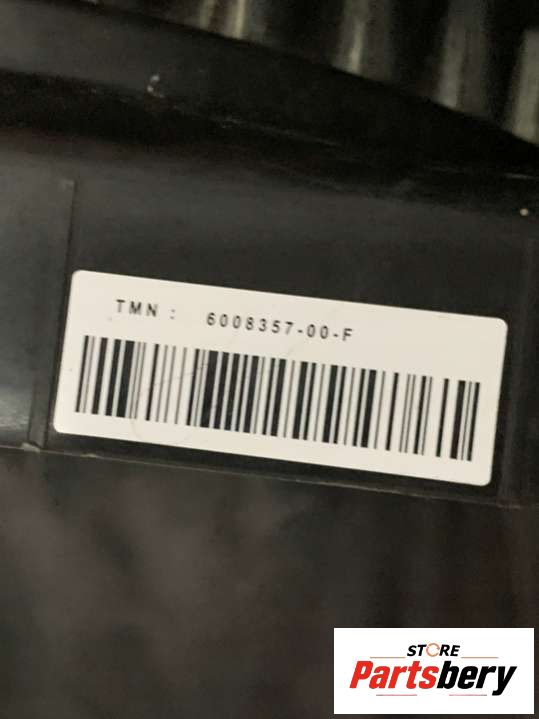 TMN : 6008357-00-F
STORE
Partsbery